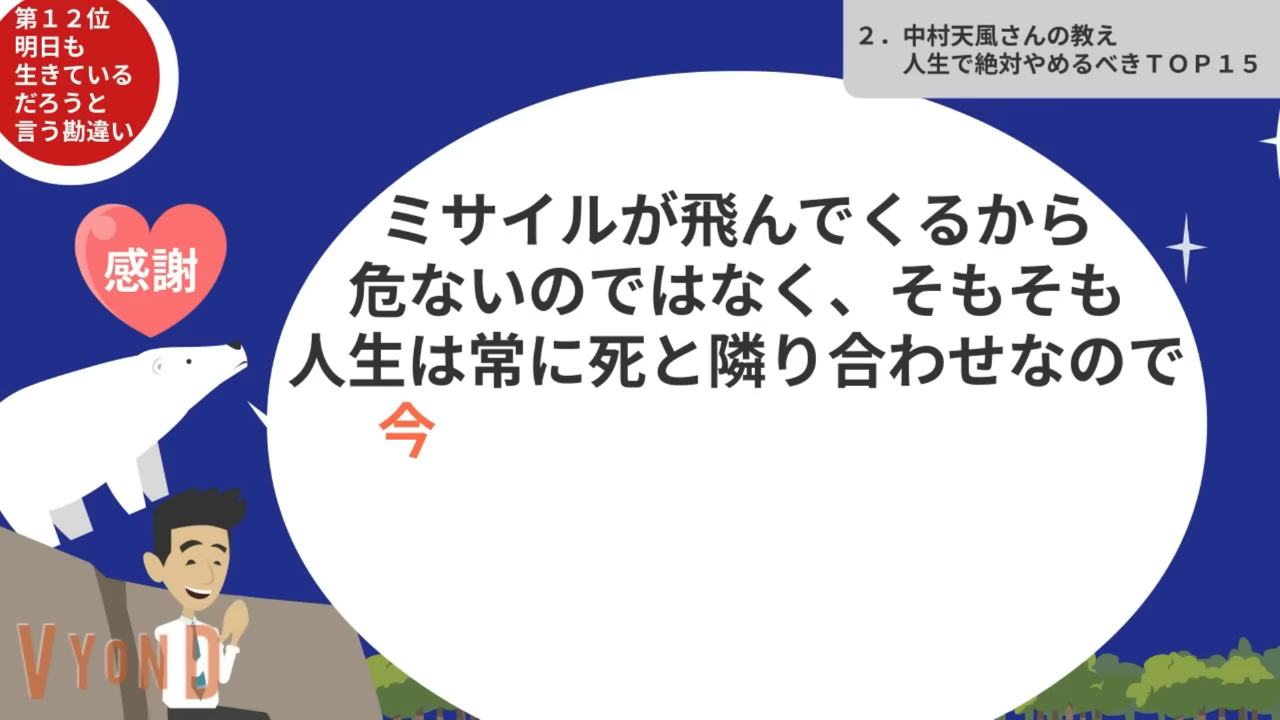 第１２位
明日も
生きている
だろうと
言う勘違い
２．中村天風さんの教え
人生で絶対やめるべきＴＯＰ１５
感謝
ミサイルが飛んでくるから
危ないのではなく、そもそも
人生は常に死と隣り合わせなので
今
VYOND